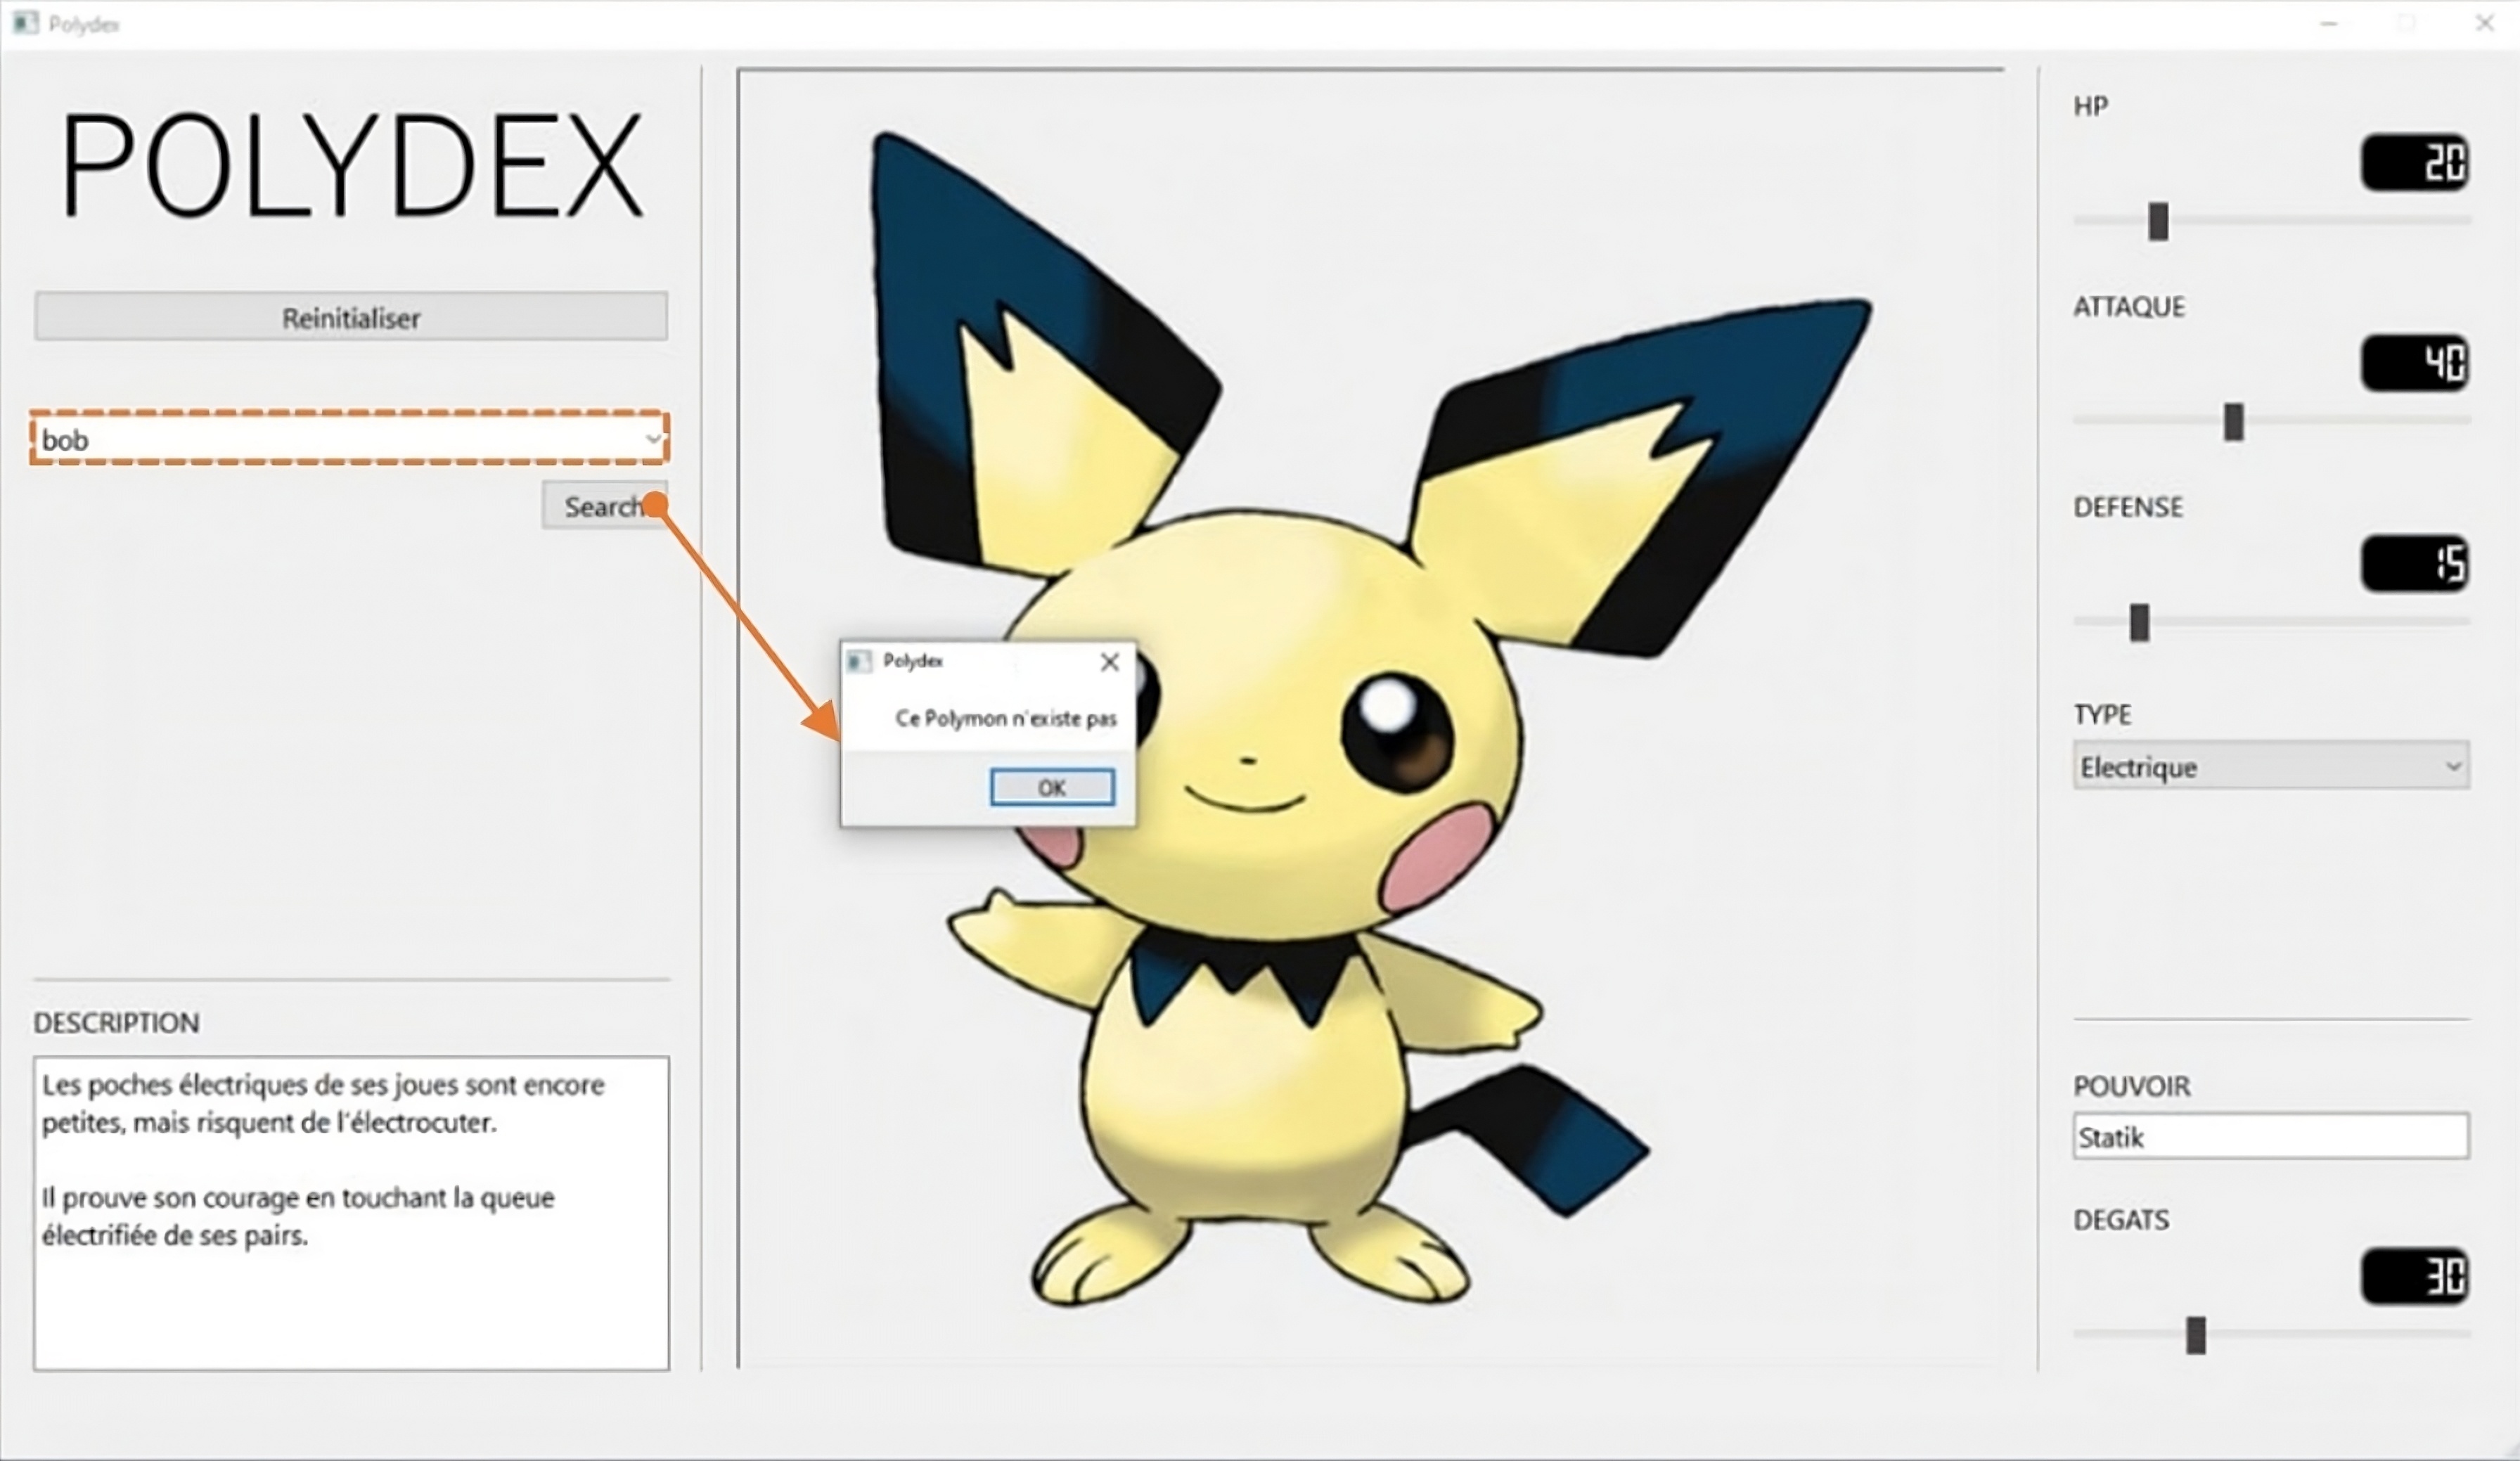 Polydex
POLYDEX
Reinitialiser
bob
Search
DESCRIPTION
Les poches électriques de ses joues sont encore
petites, mais risquent de l'électrocuter.
Il prouve son courage en touchant la queue
électrifiée de ses pairs.
Polydex
Ce Polymon n'existe pas
OK
HP
20
ATTAQUE
40
DEFENSE
15
TYPE
Electrique
POUVOIR
Statik
DEGATS
30